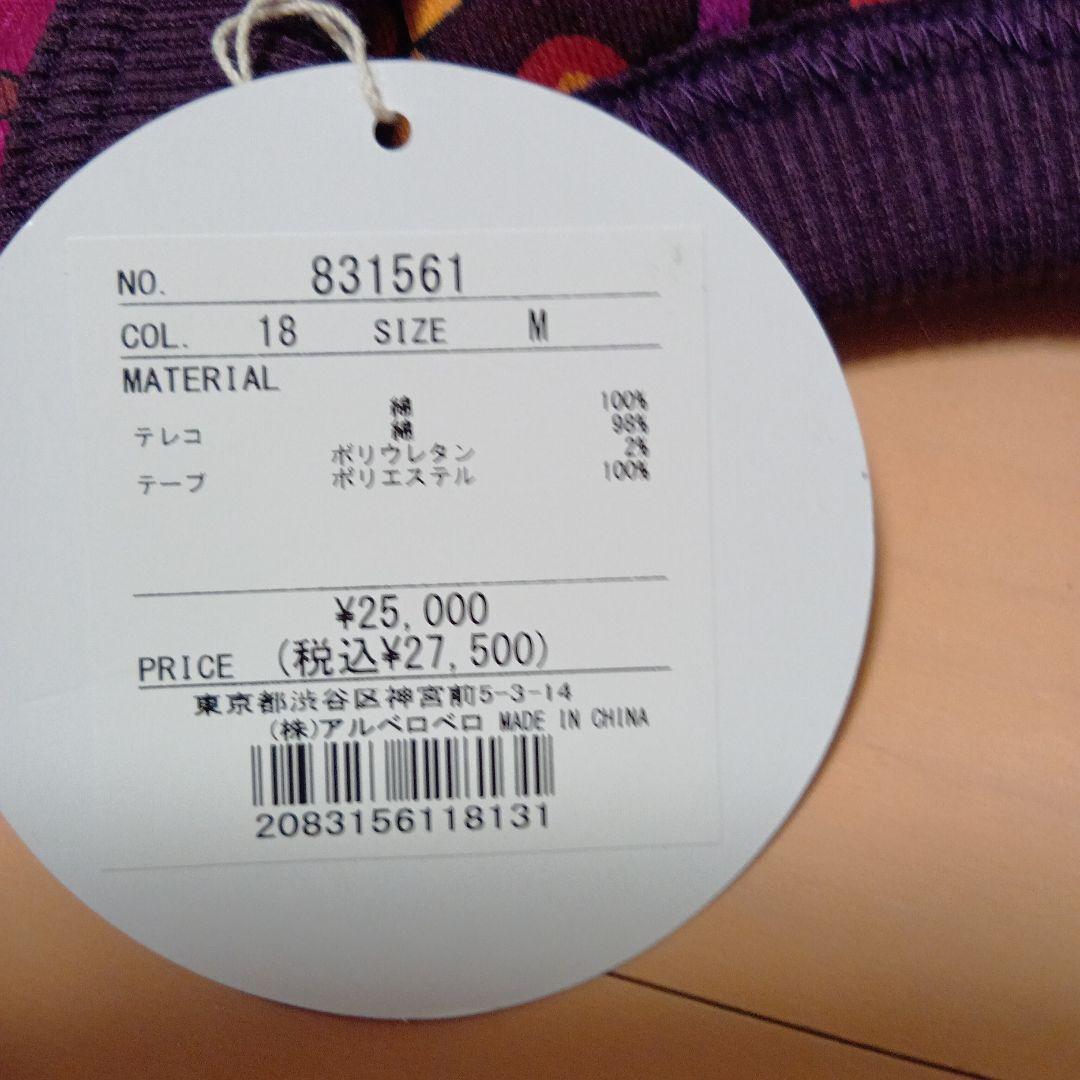 NO. 831561
COL. 18 SIZE M
MATERIAL
綿 100%
テレコ 綿 98%
ポリウレタン 2%
テープ ポリエステル 100%
¥25,000
PRICE (税込¥27,500)
東京都渋谷区神宮前5-3-14
(株)アルベロベロ MADE IN CHINA
2083156118131